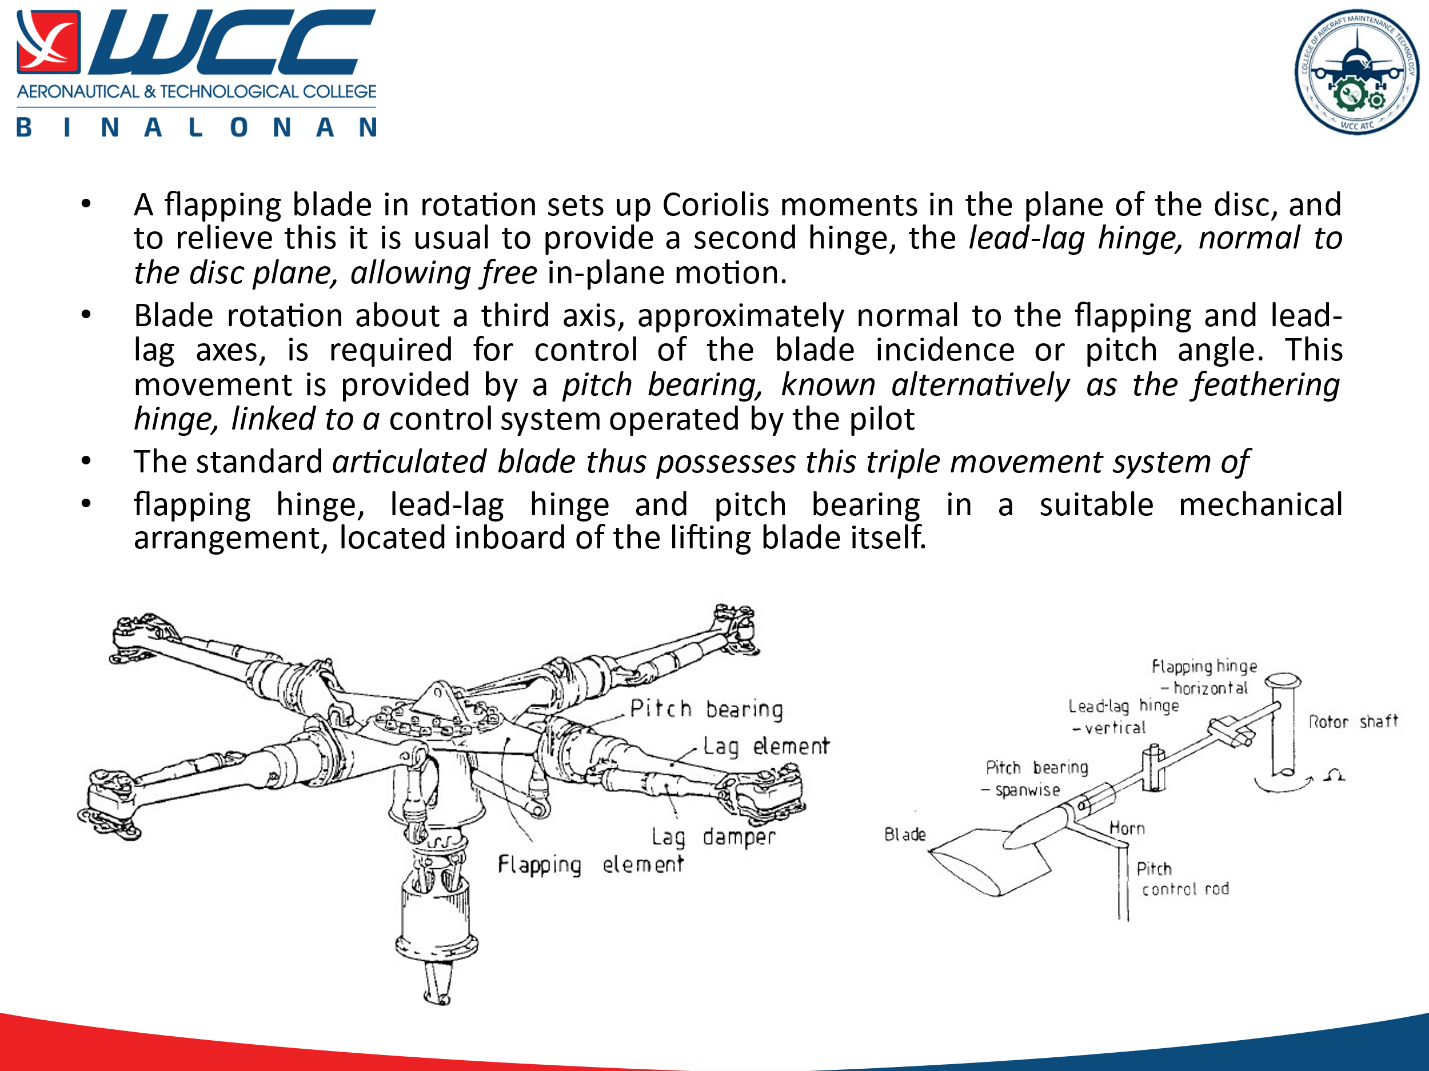 WCC
AERONAUTICAL & TECHNOLOGICAL COLLEGE
BINALONAN
COLLEGE OF AIRCRAFT MAINTENANCE TECHNOLOGY
WCC ATC
• A flapping blade in rotation sets up Coriolis moments in the plane of the disc, and
to relieve this it is usual to provide a second hinge, the lead-lag hinge, normal to
the disc plane, allowing free in-plane motion.
• Blade rotation about a third axis, approximately normal to the flapping and lead-
lag axes, is required for control of the blade incidence or pitch angle. This
movement is provided by a pitch bearing, known alternatively as the feathering
hinge, linked to a control system operated by the pilot
• The standard articulated blade thus possesses this triple movement system of
• flapping hinge, lead-lag hinge and pitch bearing in a suitable mechanical
arrangement, located inboard of the lifting blade itself.
Pitch bearing
Lag element
Lag damper
Flapping element
Flapping hinge
- horizontal
Lead-lag hinge
- vertical
Rotor shaft
Pitch bearing
- spanwise
Ω
Blade
Horn
Pitch
control rod